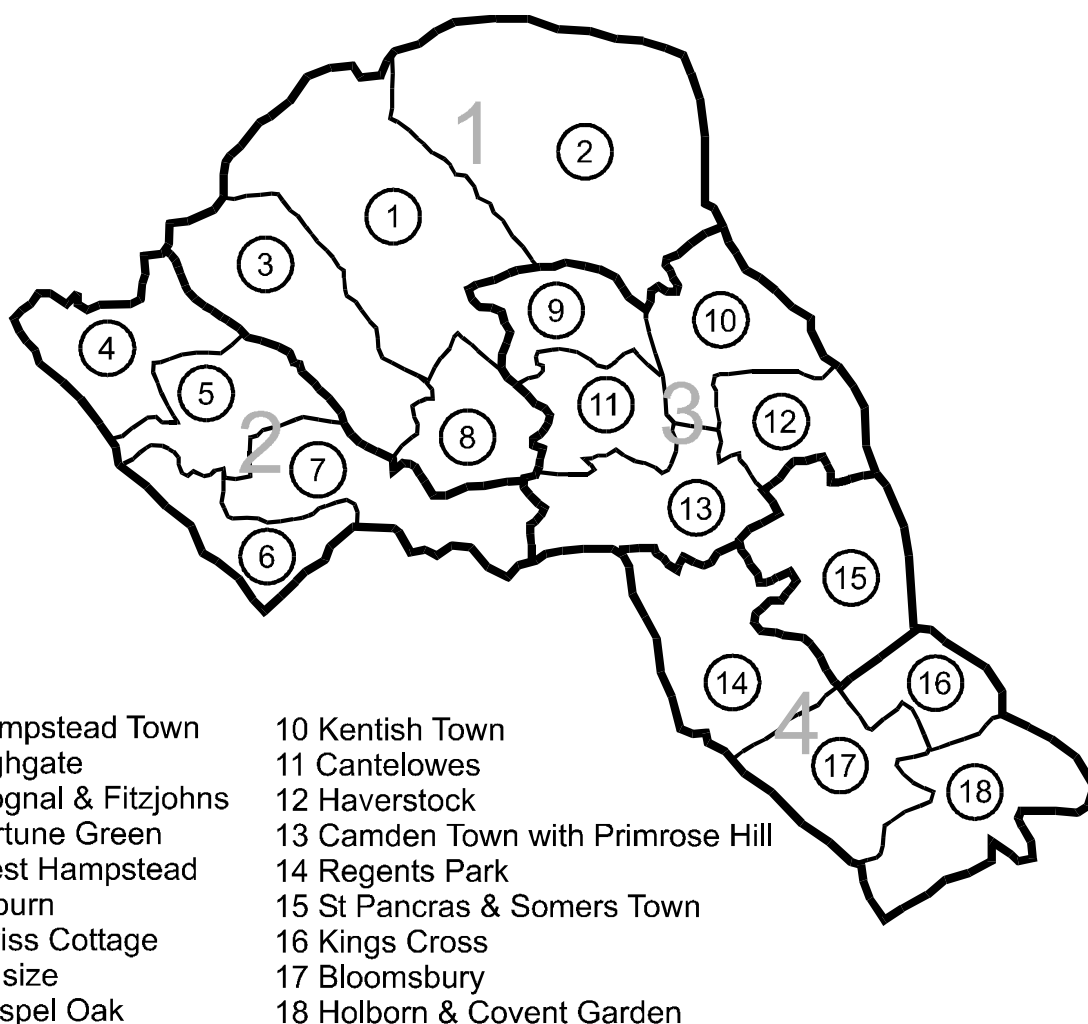 1
2
1
3
9
10
4
5
11
3
12
2
8
7
13
6
15
14
16
4
17
18
mpstead Town
ghgate
ognal & Fitzjohns
rtune Green
est Hampstead
burn
iss Cottage
size
spel Oak
10 Kentish Town
11 Cantelowes
12 Haverstock
13 Camden Town with Primrose Hill
14 Regents Park
15 St Pancras & Somers Town
16 Kings Cross
17 Bloomsbury
18 Holborn & Covent Garden